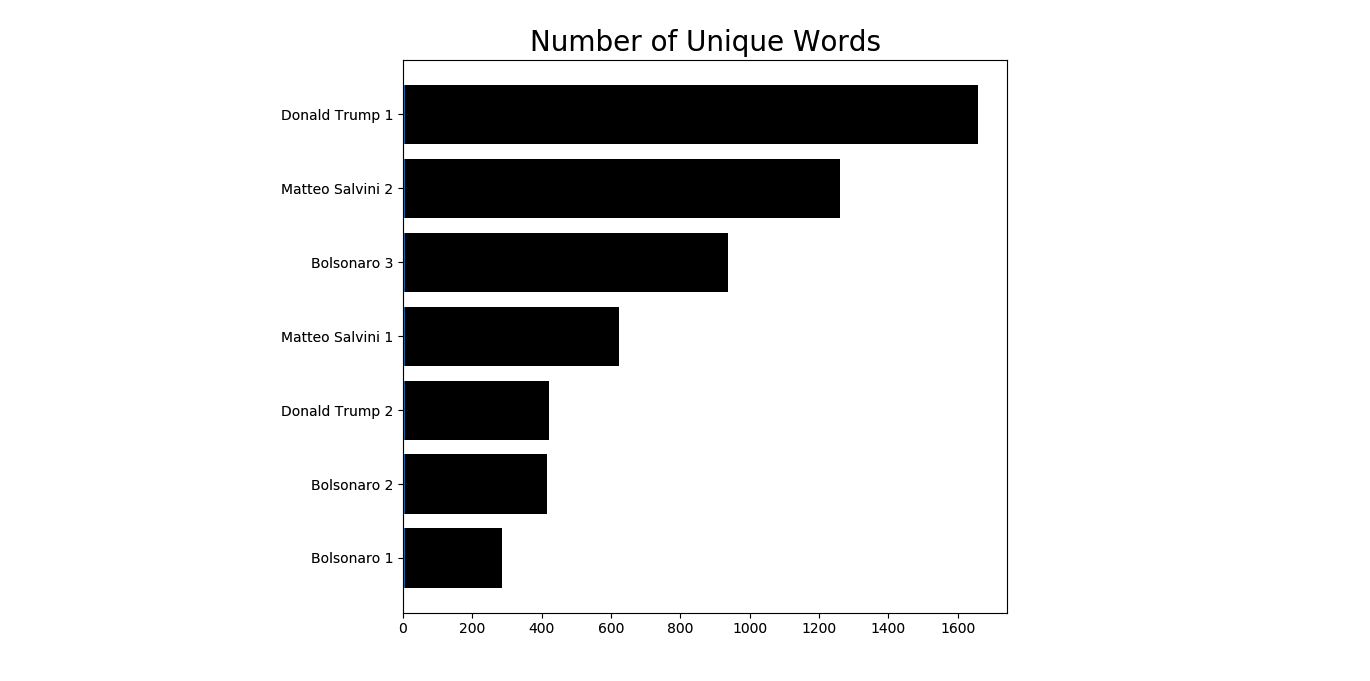 Number of Unique Words
Donald Trump 1
Matteo Salvini 2
Bolsonaro 3
Matteo Salvini 1
Donald Trump 2
Bolsonaro 2
Bolsonaro 1
0 200 400 600 800 1000 1200 1400 1600